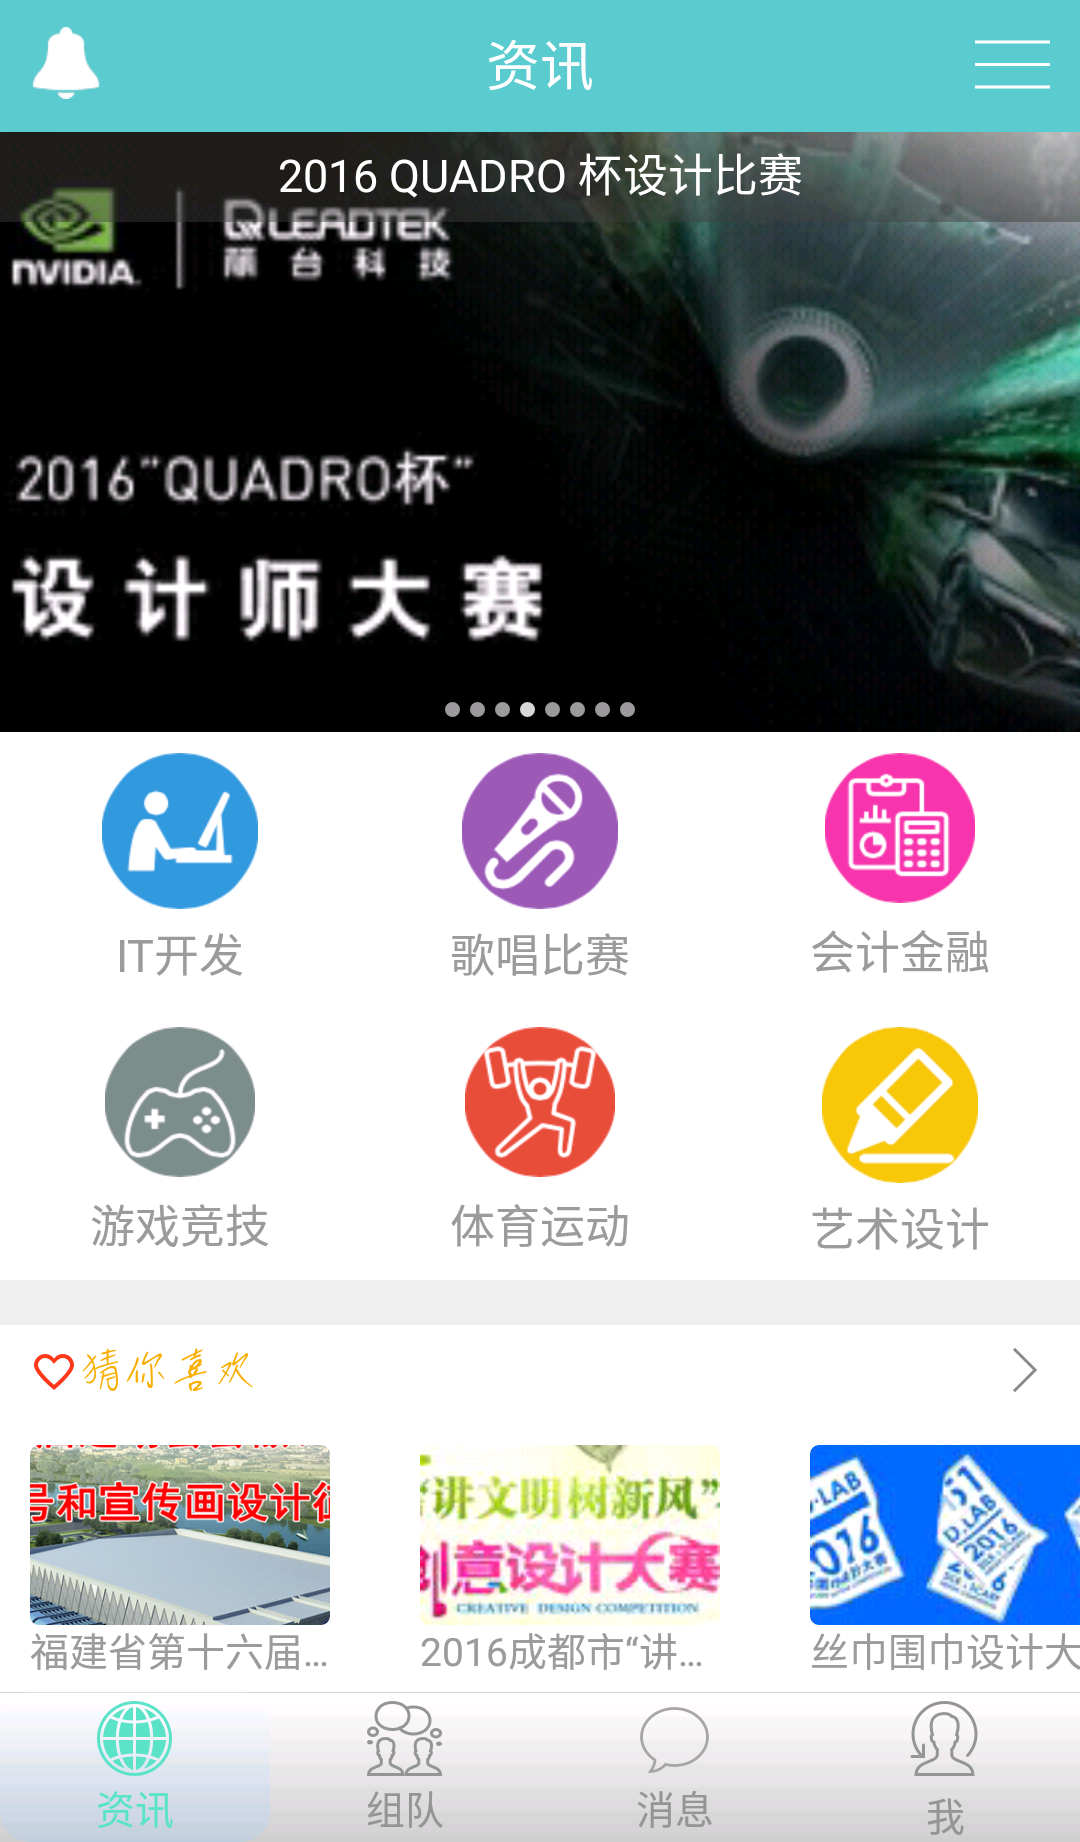 资讯
2016 QUADRO 杯设计比赛
NVIDIA. LEADTEK
丽台科技
2016"QUADRO杯"
设计师大赛
IT开发 歌唱比赛 会计金融
游戏竞技 体育运动 艺术设计
猜你喜欢
号和宣传画设计
"讲文明树新风"
创意设计大赛
CREATIVE DESIGN COMPETITION
D.LAB
2016
福建省第十六届... 2016成都市“讲... 丝巾围巾设计大
资讯 组队 消息 我